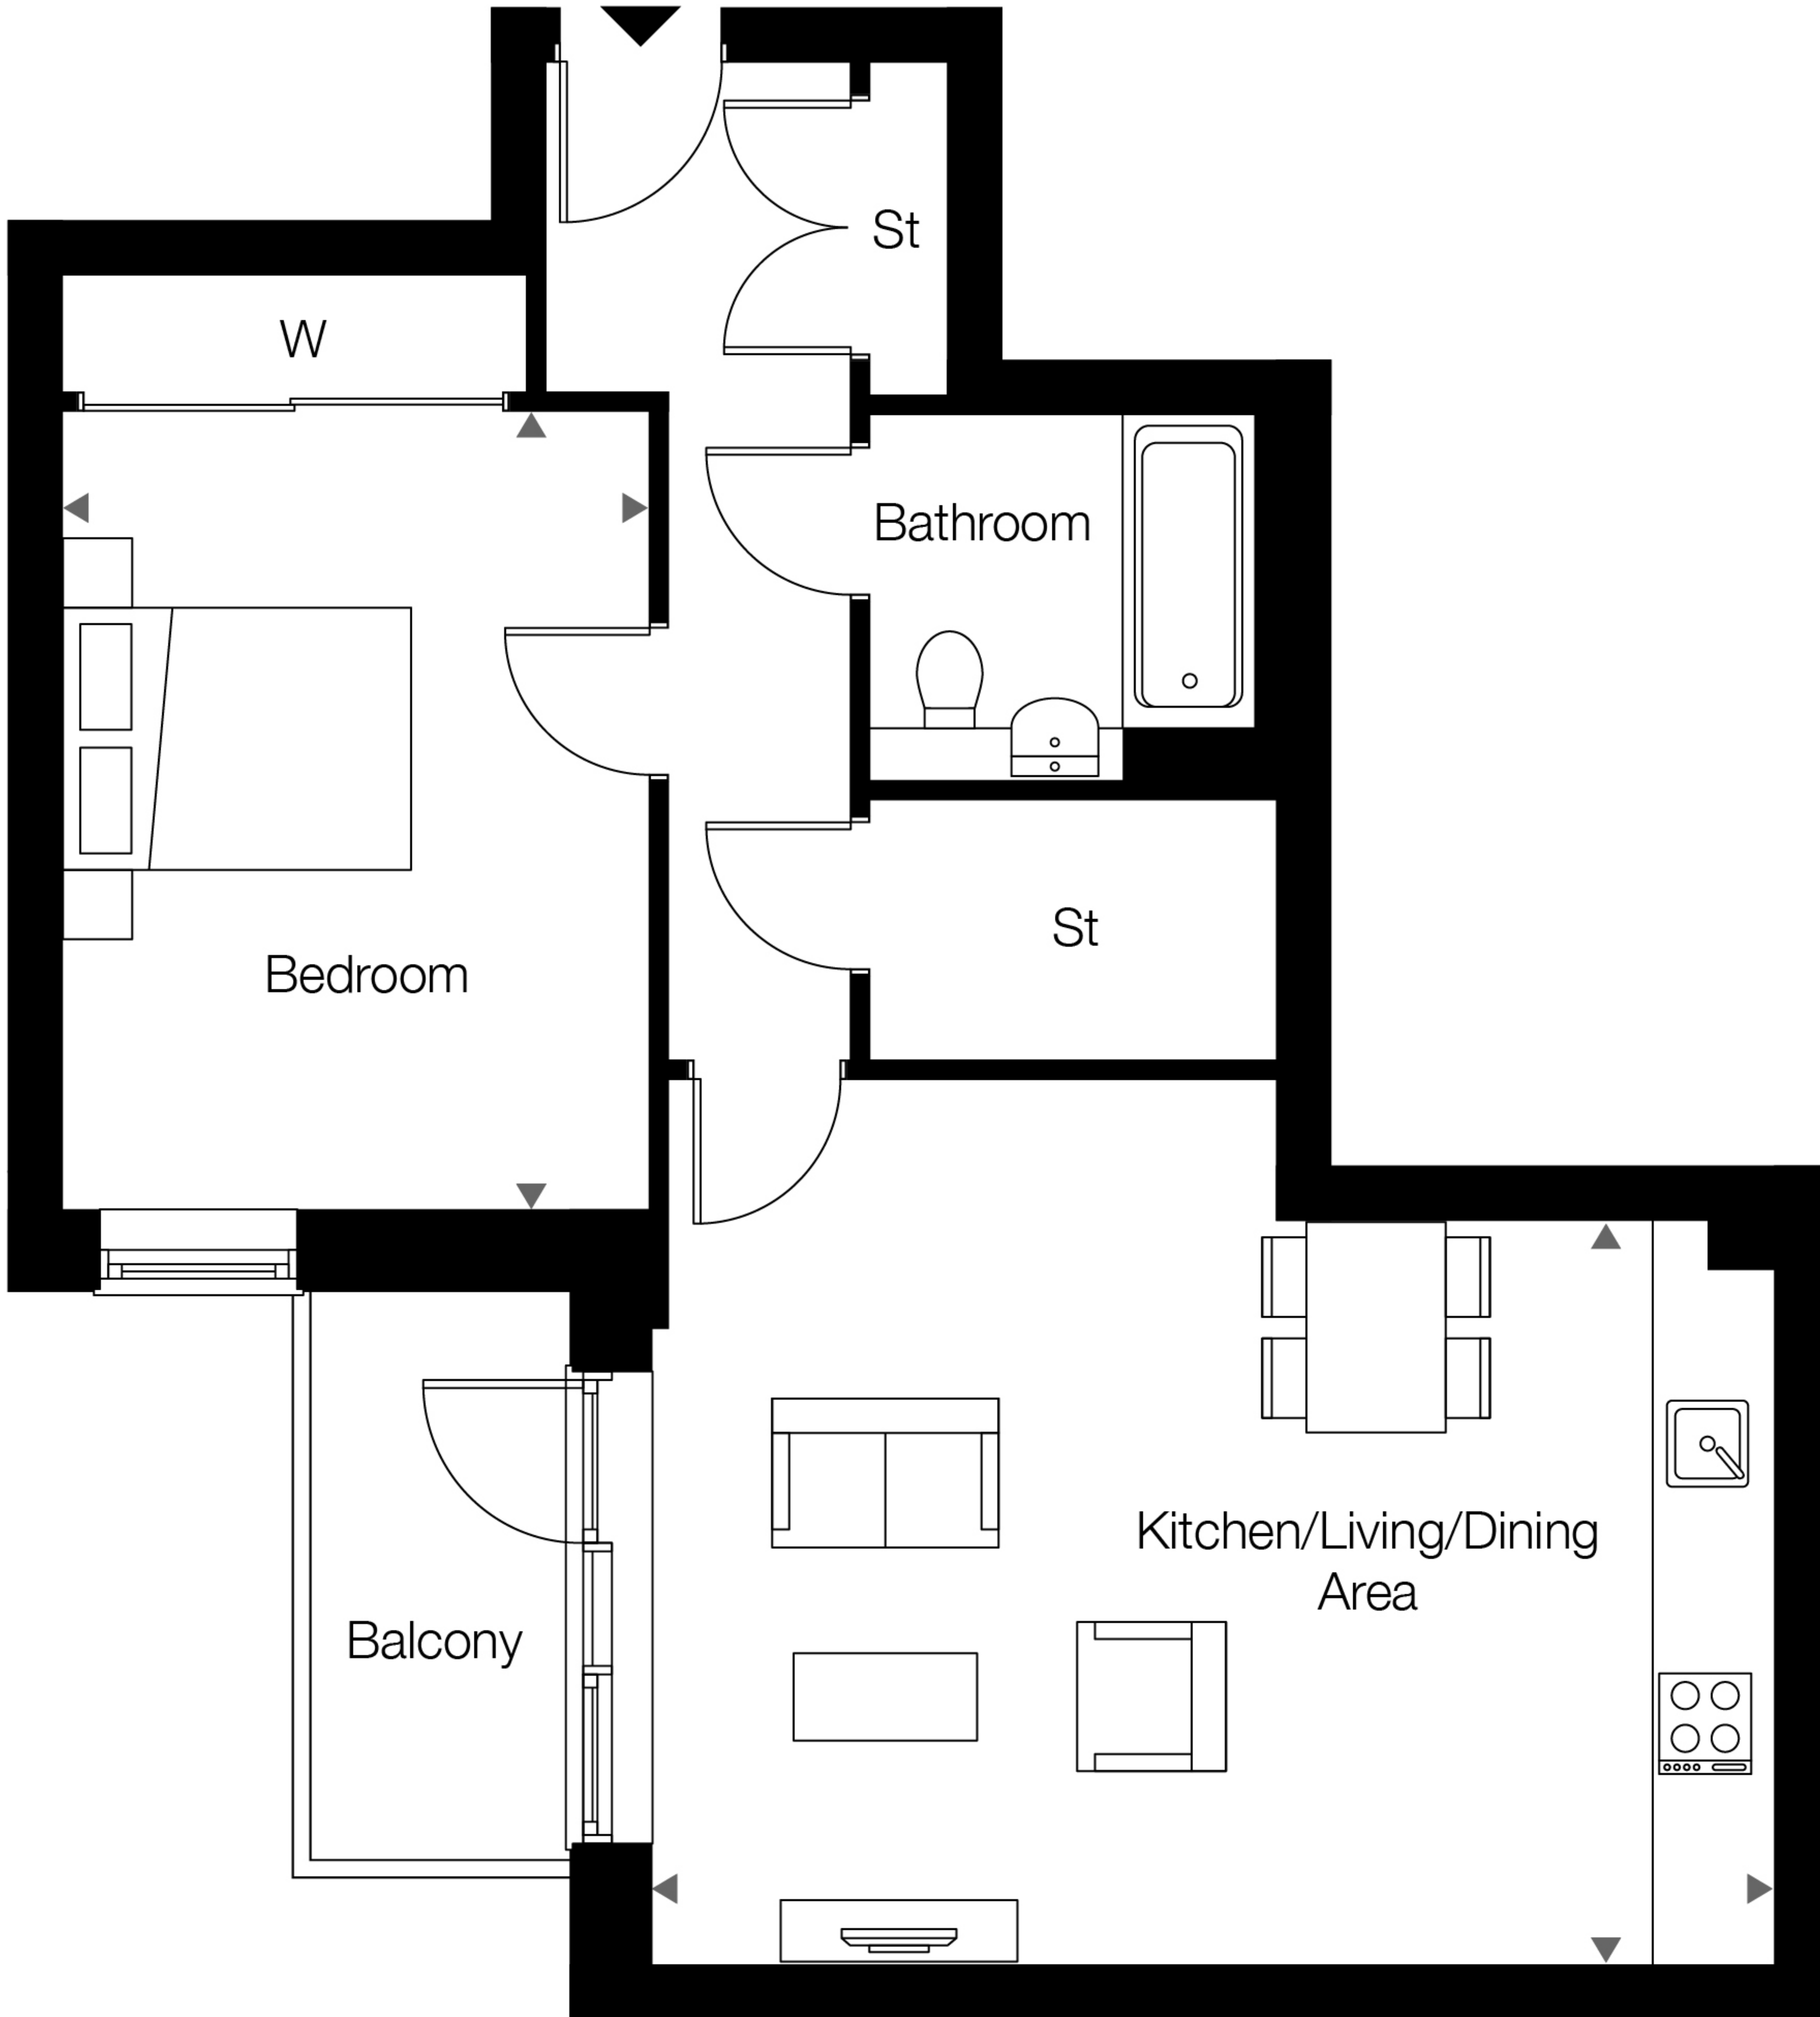 St
W
Bathroom
St
Bedroom
Kitchen/Living/Dining
Area
Balcony